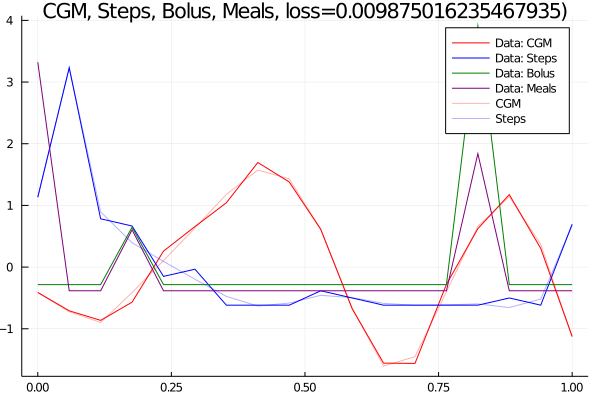 CGM, Steps, Bolus, Meals, loss=0.009875016235467935)
4
3
2
1
0
−1
Data: CGM
Data: Steps
Data: Bolus
Data: Meals
CGM
Steps
0.00 0.25 0.50 0.75 1.00